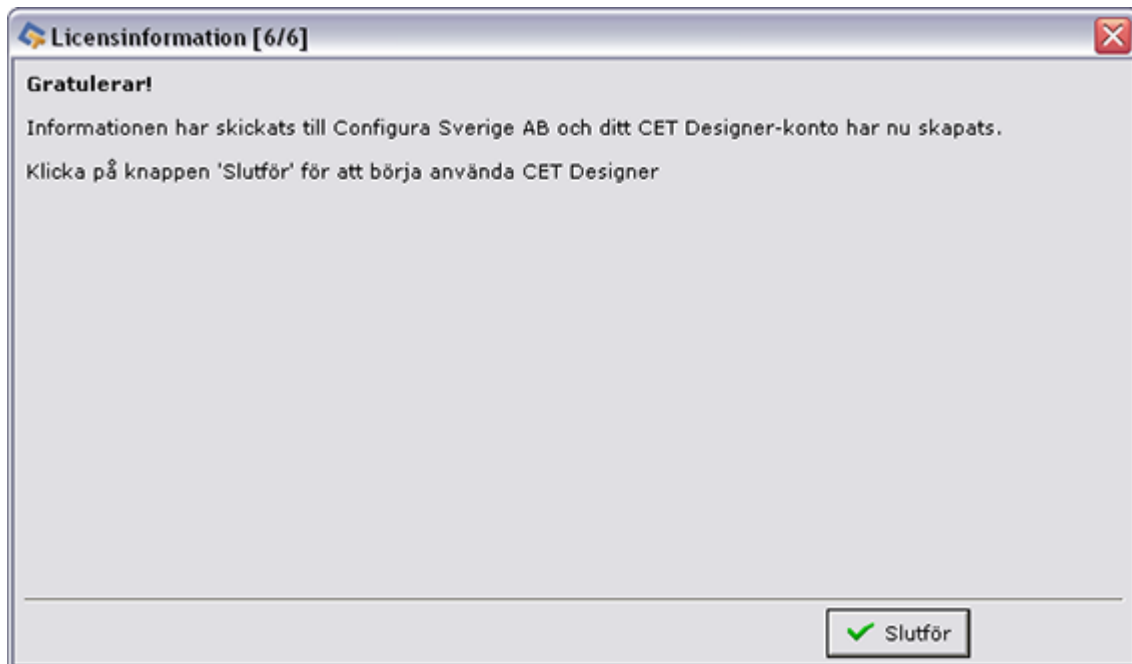 Licensinformation [6/6]
Gratulerar!
Informationen har skickats till Configura Sverige AB och ditt CET Designer-konto har nu skapats.
Klicka på knappen 'Slutför' för att börja använda CET Designer
Slutför